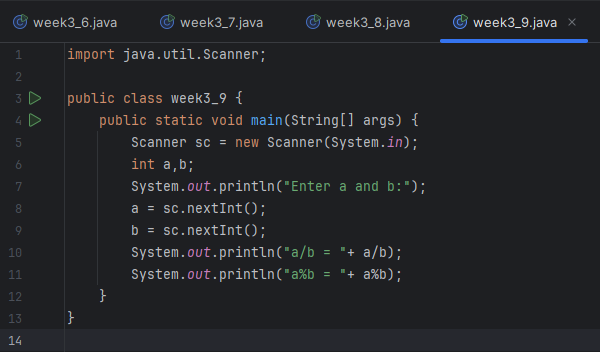 week3_6.java week3_7.java week3_8.java week3_9.java
1 import java.util.Scanner;
2
3 public class week3_9 {
4 public static void main(String[] args) {
5 Scanner sc = new Scanner(System.in);
6 int a,b;
7 System.out.println("Enter a and b:");
8 a = sc.nextInt();
9 b = sc.nextInt();
10 System.out.println("a/b = "+ a/b);
11 System.out.println("a%b = "+ a%b);
12 }
13 }
14